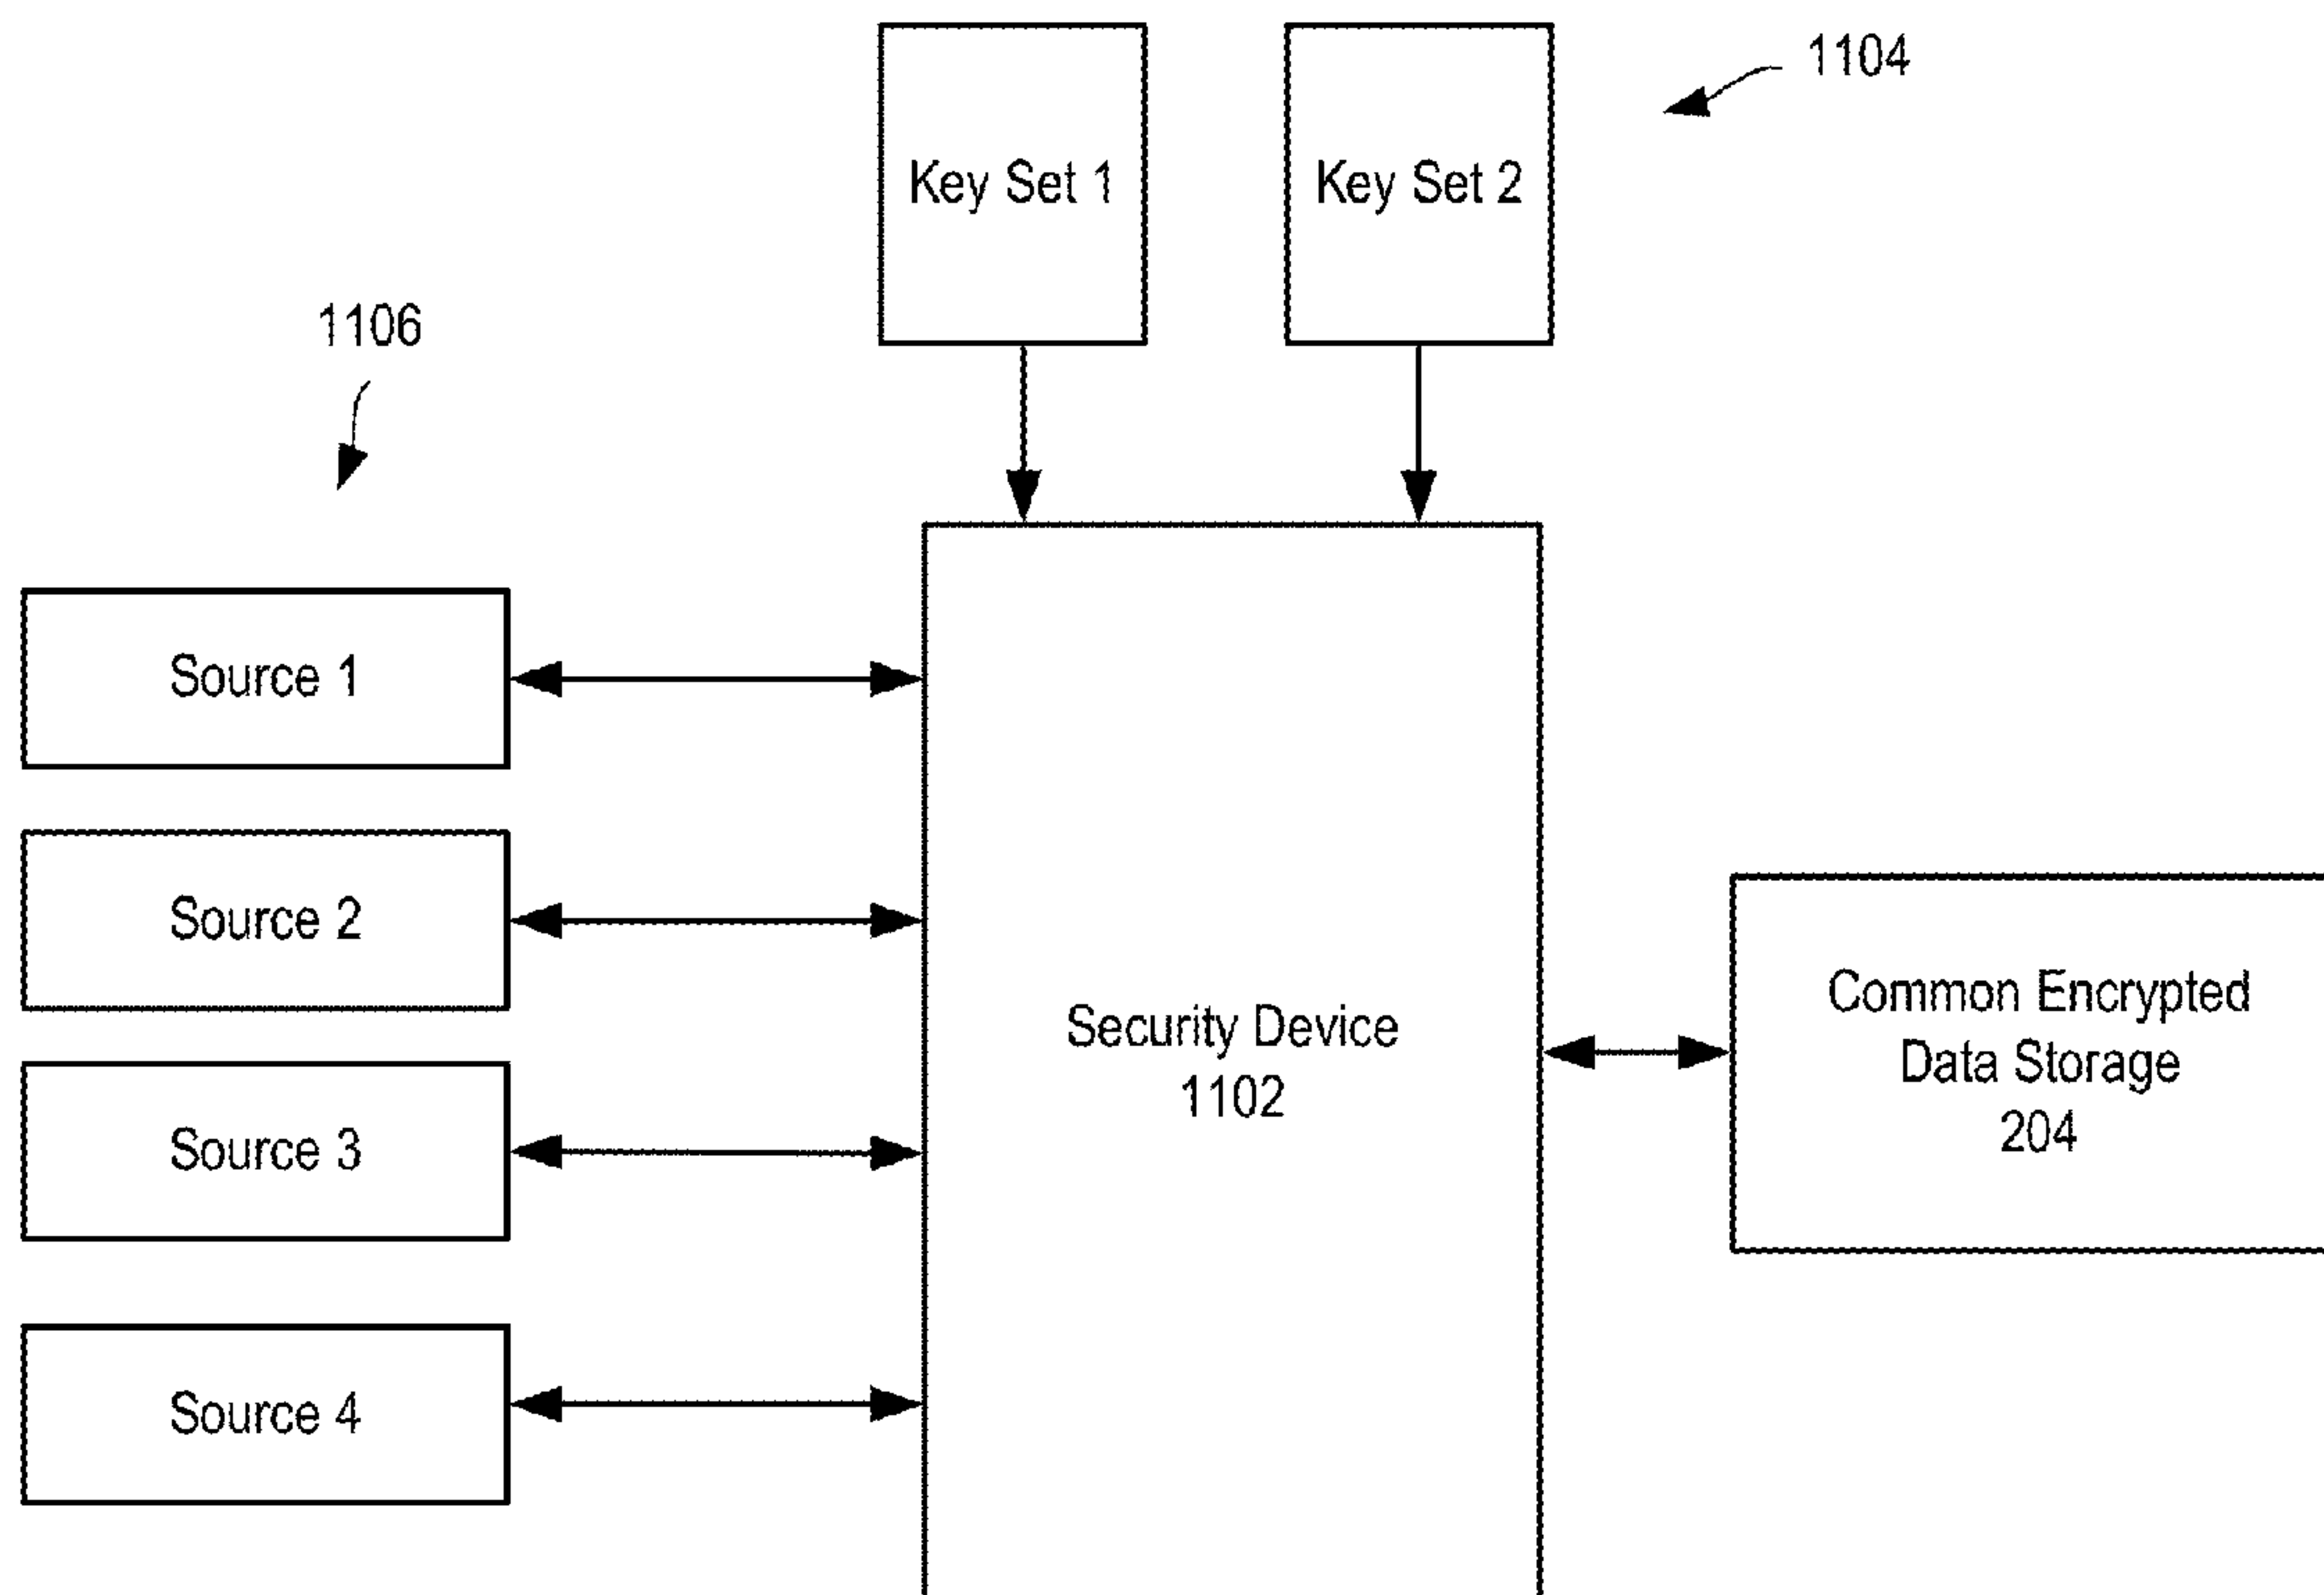 1104
Key Set 1
Key Set 2
1106
Source 1
Source 2
Source 3
Source 4
Security Device
1102
Common Encrypted
Data Storage
204